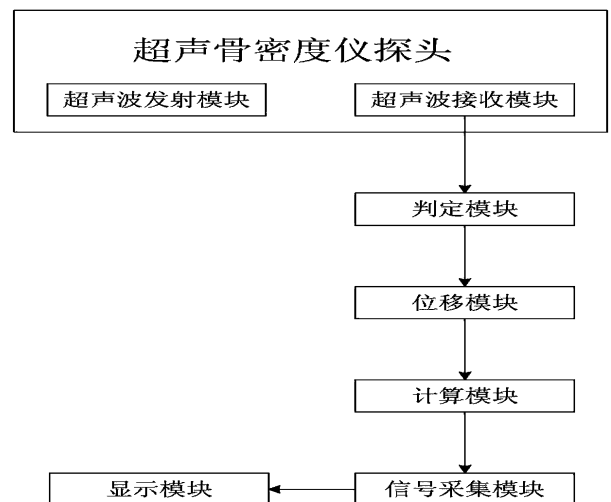 超声骨密度仪探头
超声波发射模块
超声波接收模块
判定模块
位移模块
计算模块
显示模块
信号采集模块